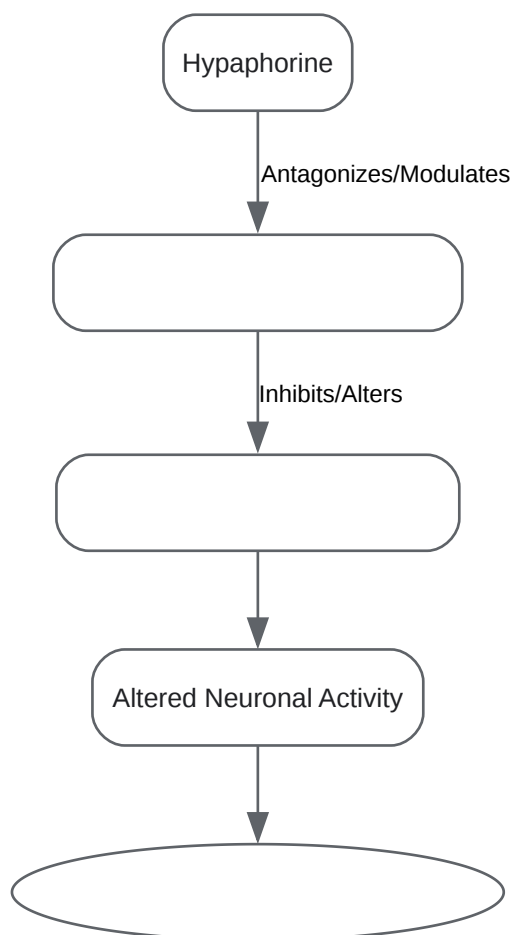 Hypaphorine
Antagonizes/Modulates
Inhibits/Alters
Altered Neuronal Activity